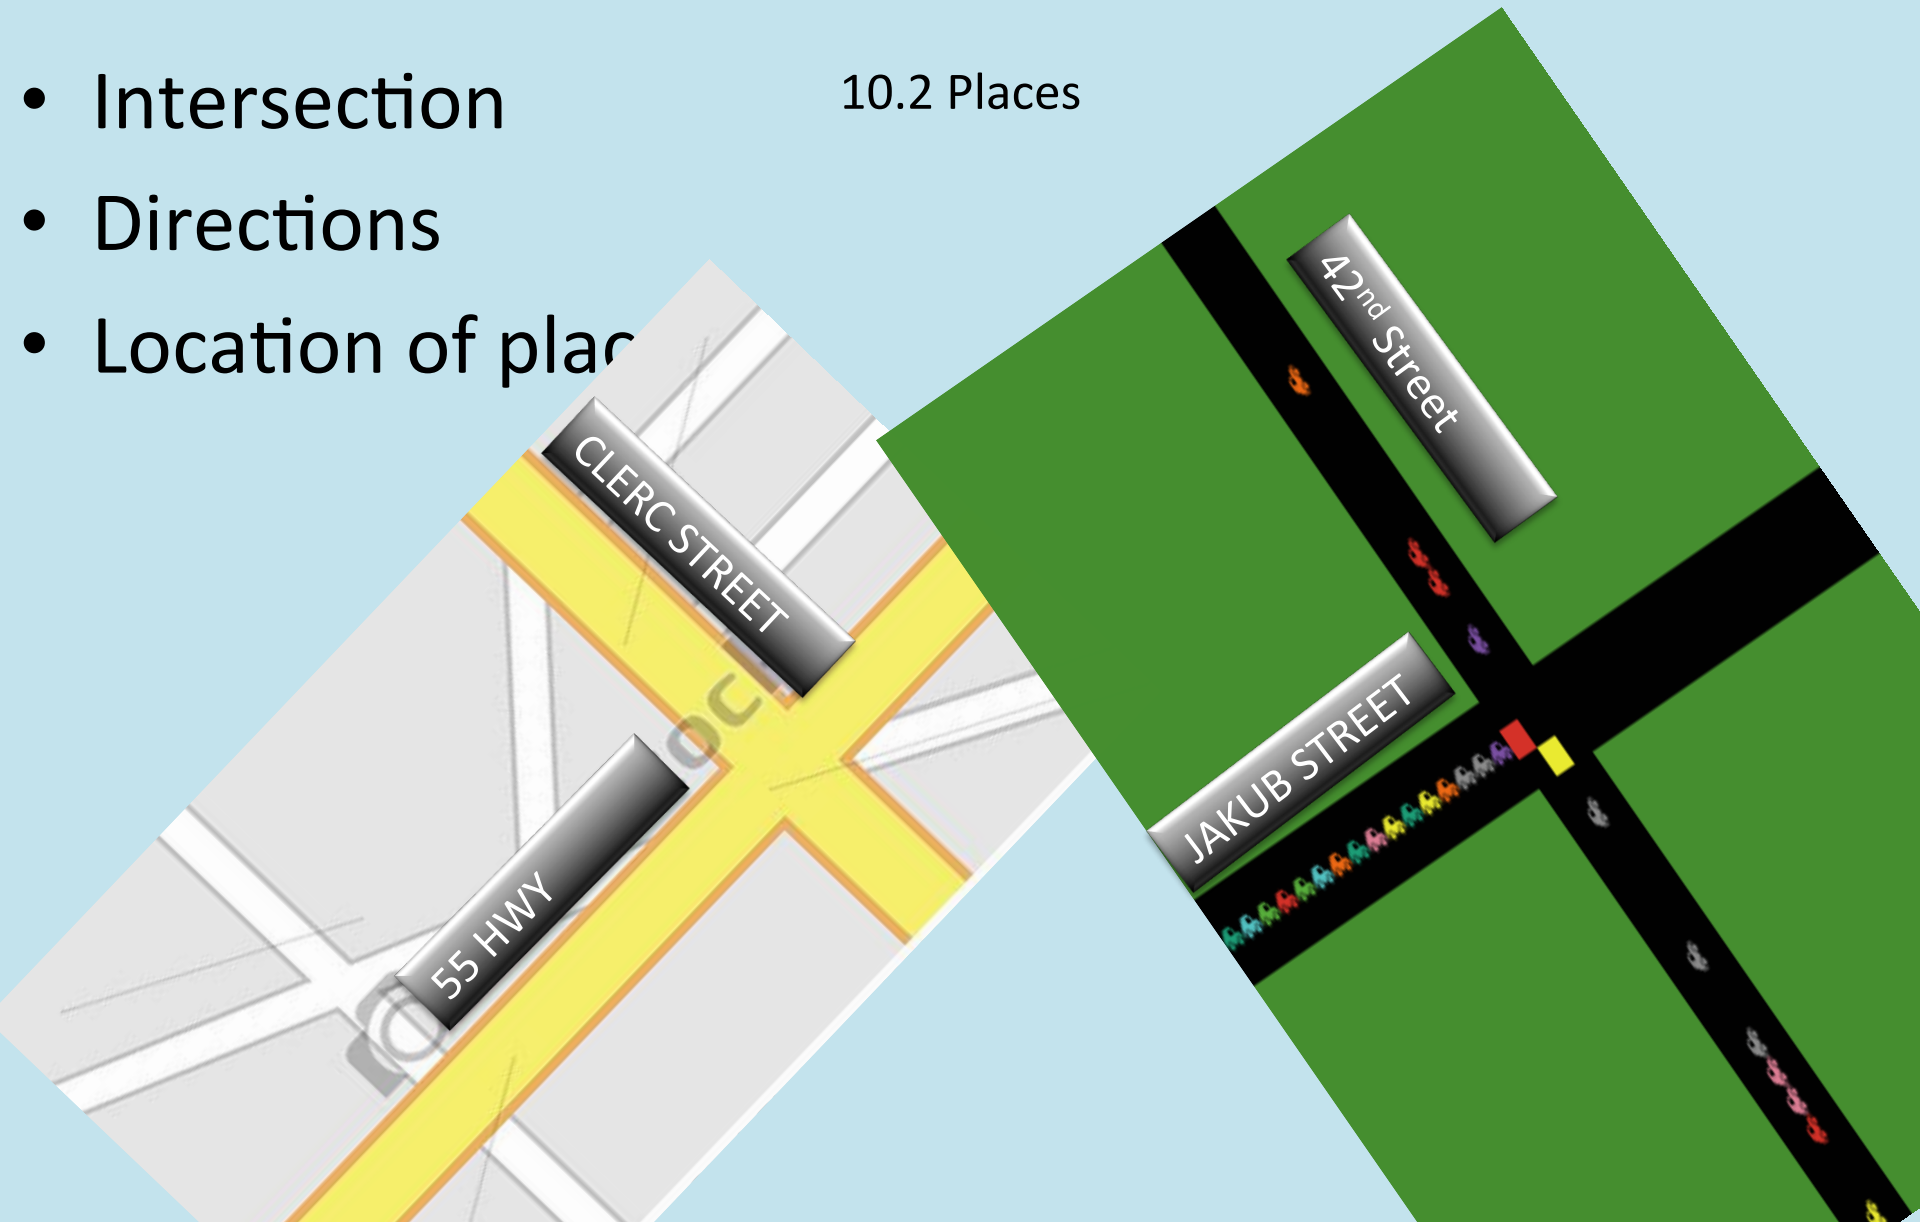 10.2 Places
• Intersection
• Directions
• Location of plac
CLERC STREET
55 HWY
42nd Street
JAKUB STREET